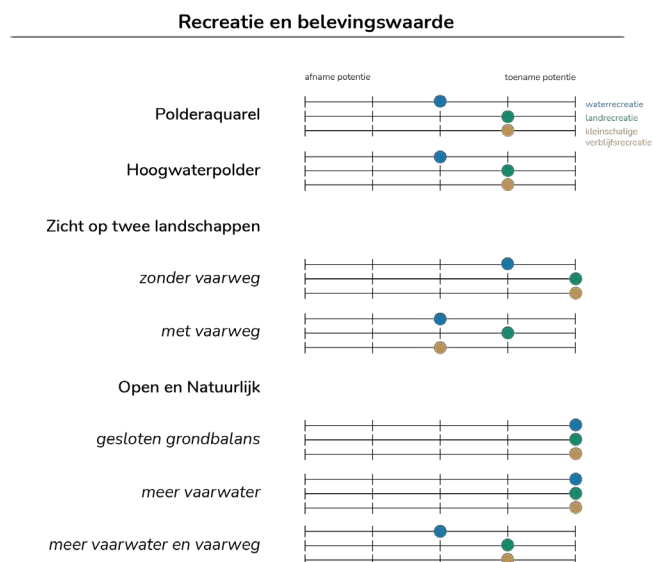 Recreatie en belevingswaarde
afname potentie
toename potentie
Polderaquarel
waterrecreatie
landrecreatie
kleinschalige
verblijfsrecreatie
Hoogwaterpolder
Zicht op twee landschappen
zonder vaarweg
met vaarweg
Open en Natuurlijk
gesloten grondbalans
meer vaarwater
meer vaarwater en vaarweg